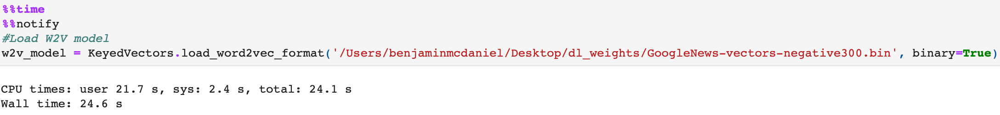 %%time
%%notify
#Load W2V model
w2v_model = KeyedVectors.load_word2vec_format('/Users/benjaminmcdaniel/Desktop/dl_weights/GoogleNews-vectors-negative300.bin', binary=True)
CPU times: user 21.7 s, sys: 2.4 s, total: 24.1 s
Wall time: 24.6 s